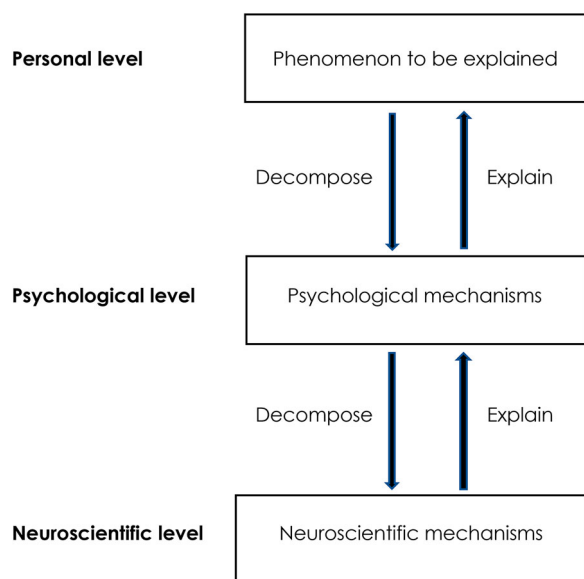 Personal level
Phenomenon to be explained
Decompose
Explain
Psychological level
Psychological mechanisms
Decompose
Explain
Neuroscientific level
Neuroscientific mechanisms